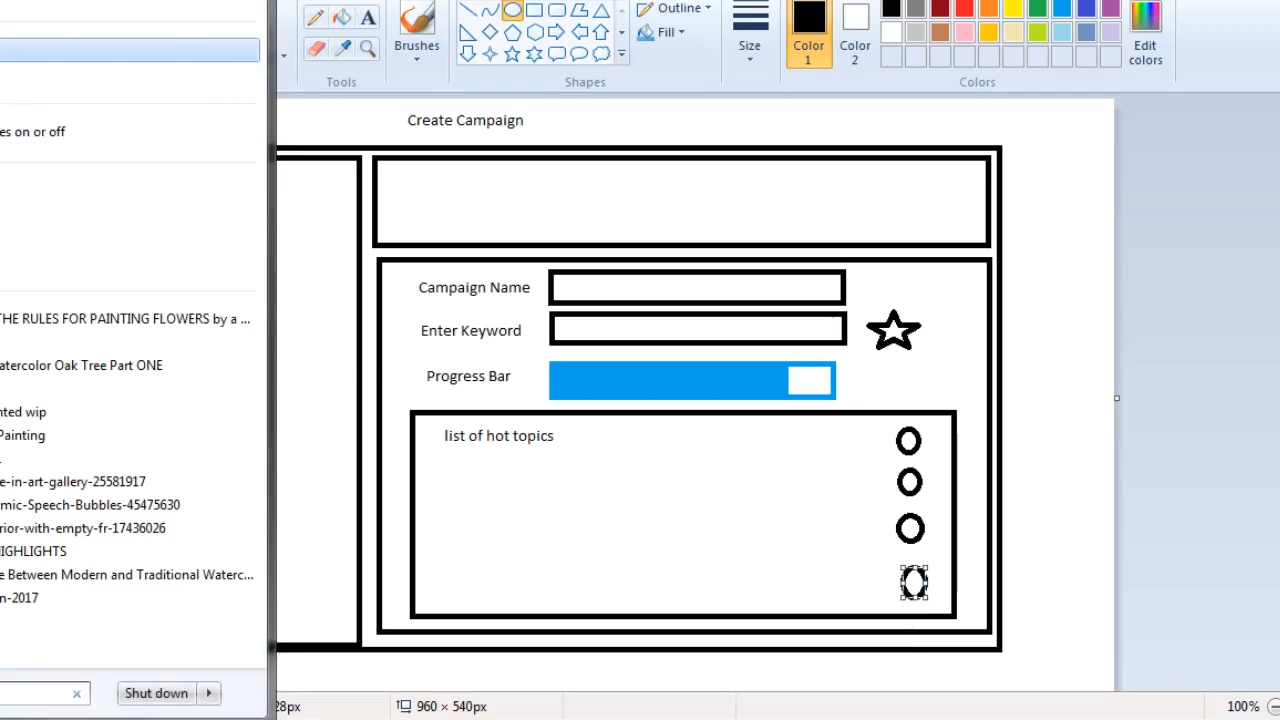 es on or off
THE RULES FOR PAINTING FLOWERS by a ...
atercolor Oak Tree Part ONE
nted wip
Painting
e-in-art-gallery-25581917
mic-Speech-Bubbles-45475630
rior-with-empty-fr-17436026
HIGHLIGHTS
e Between Modern and Traditional Waterc...
n-2017
Shut down
A
Brushes
Outline
Fill
Size
Color 1
Color 2
Edit colors
Tools
Shapes
Colors
Create Campaign
Campaign Name
Enter Keyword
Progress Bar
list of hot topics
28px
960 × 540px
100%